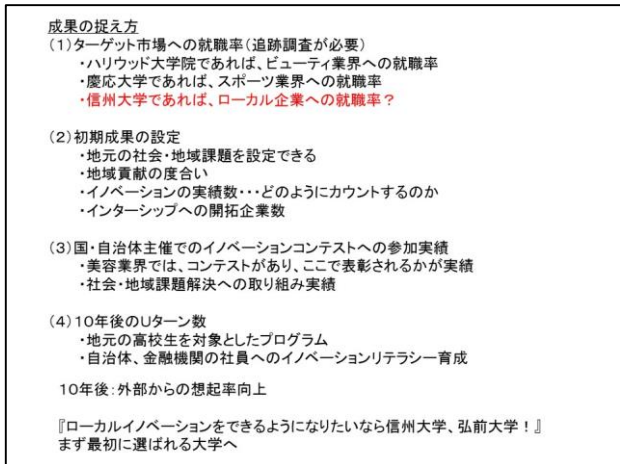 成果の捉え方
(1)ターゲット市場への就職率(追跡調査が必要)
・ハリウッド大学院であれば、ビューティ業界への就職率
・慶応大学であれば、スポーツ業界への就職率
・信州大学であれば、ローカル企業への就職率?
(2)初期成果の設定
・地元の社会・地域課題を設定できる
・地域貢献の度合い
・イノベーションの実績数・・・どのようにカウントするのか
・インターシップへの開拓企業数
(3)国・自治体主催でのイノベーションコンテストへの参加実績
・美容業界では、コンテストがあり、ここで表彰されるかが実績
・社会・地域課題解決への取り組み実績
(4)10年後のUターン数
・地元の高校生を対象としたプログラム
・自治体、金融機関の社員へのイノベーションリテラシー育成
10年後:外部からの想起率向上
『ローカルイノベーションをできるようになりたいなら信州大学、弘前大学!』
まず最初に選ばれる大学へ